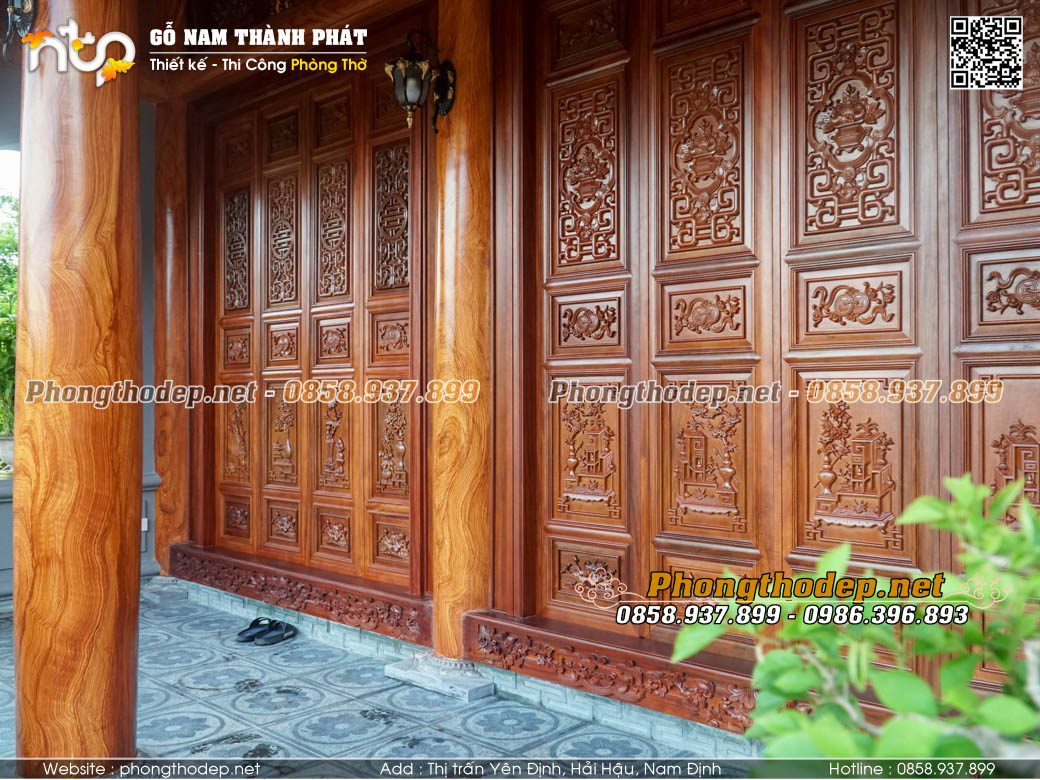 ntp
GỖ NAM THÀNH PHÁT
Thiết kế - Thi Công Phòng Thờ
Phongthodep.net - 0858.937.899
Phongthodep.net - 0858.937.899
Phongthodep.net
0858.937.899 - 0986.396.893
Website : phongthodep.net
Add : Thị trấn Yên Định, Hải Hậu, Nam Định
Hotline : 0858.937.899